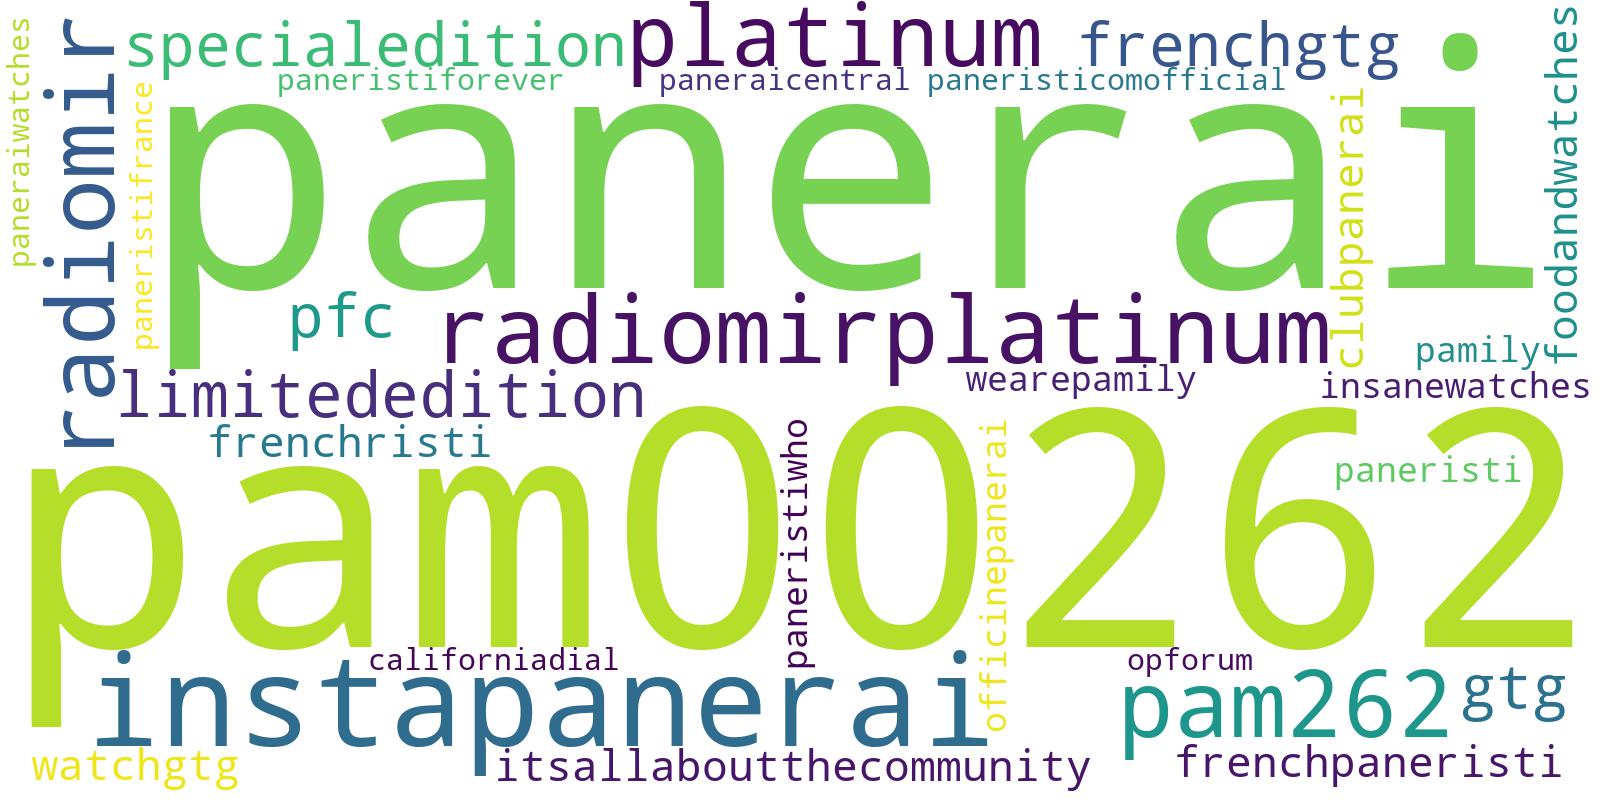 paneraiwatches
radiomir
specialedition
platinum
frenchgtg
paneristiforever
paneraicentral
paneristicomofficial
paneristifrance
panerai
clubpanerai
foodandwatches
pfc
radiomirplatinum
pamily
limitededition
wearepamily
insanewatches
frenchristi
pam00262
paneristiwho
officinepanerai
paneristi
californiadial
opforum
instapanerai
pam262
gtg
watchgtg
itsallaboutthecommunity
frenchpaneristi